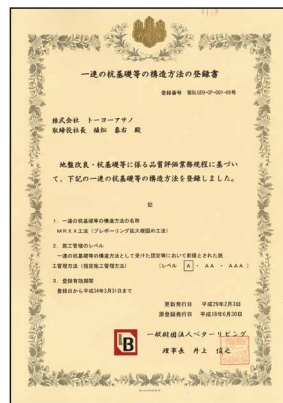 一連の杭基礎等の構造方法の登録書
登録番号 第BLGEO-CP-001-06号
株式会社 トーヨーアサノ
取締役社長 植松 泰右 殿
地盤改良・杭基礎に係る品質評価業務規程に基づい
て、下記の一連の杭基礎等の構造方法を登録しました。
記
1．一連の杭基礎等の構造方法の名称
MRXX工法（プレボーリング拡大根固め工法）
2．施工管理のレベル
一連の杭基礎等の構造方法として受けた認定等において前提とされた施
工管理方法（指定施工管理方法） （レベル A ・ AA ・ AAA ）
3．登録有効期間
登録日から平成34年3月31日まで
更新発行日 平成29年2月3日
原登録発行日 平成18年6月30日
一般財団法人ベターリビング
理事長 井上 俊之